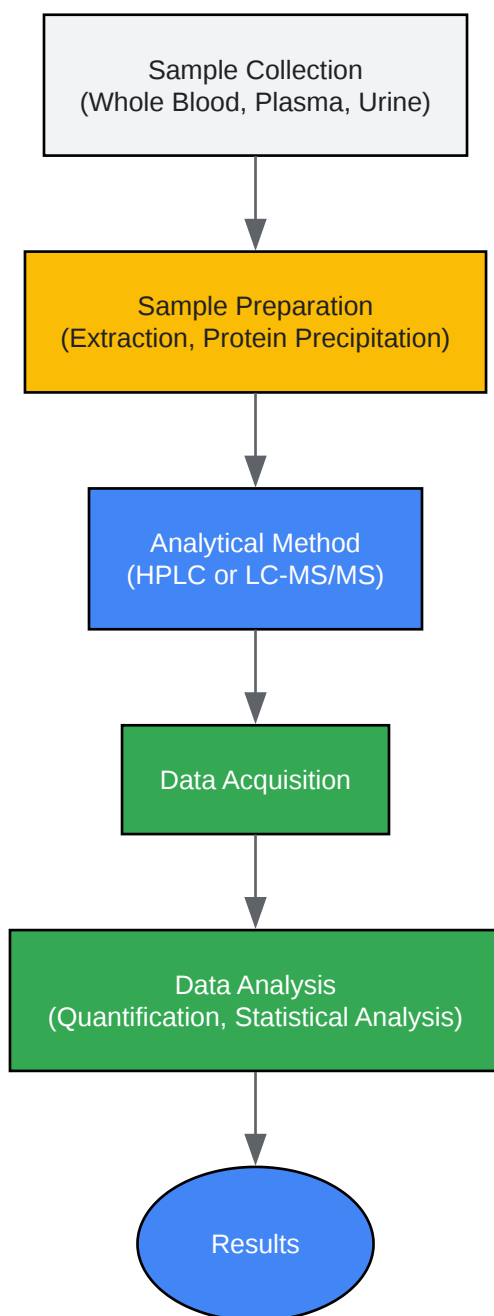 Sample Collection
(Whole Blood, Plasma, Urine)
Sample Preparation
(Extraction, Protein Precipitation)
Analytical Method
(HPLC or LC-MS/MS)
Data Acquisition
Data Analysis
(Quantification, Statistical Analysis)
Results